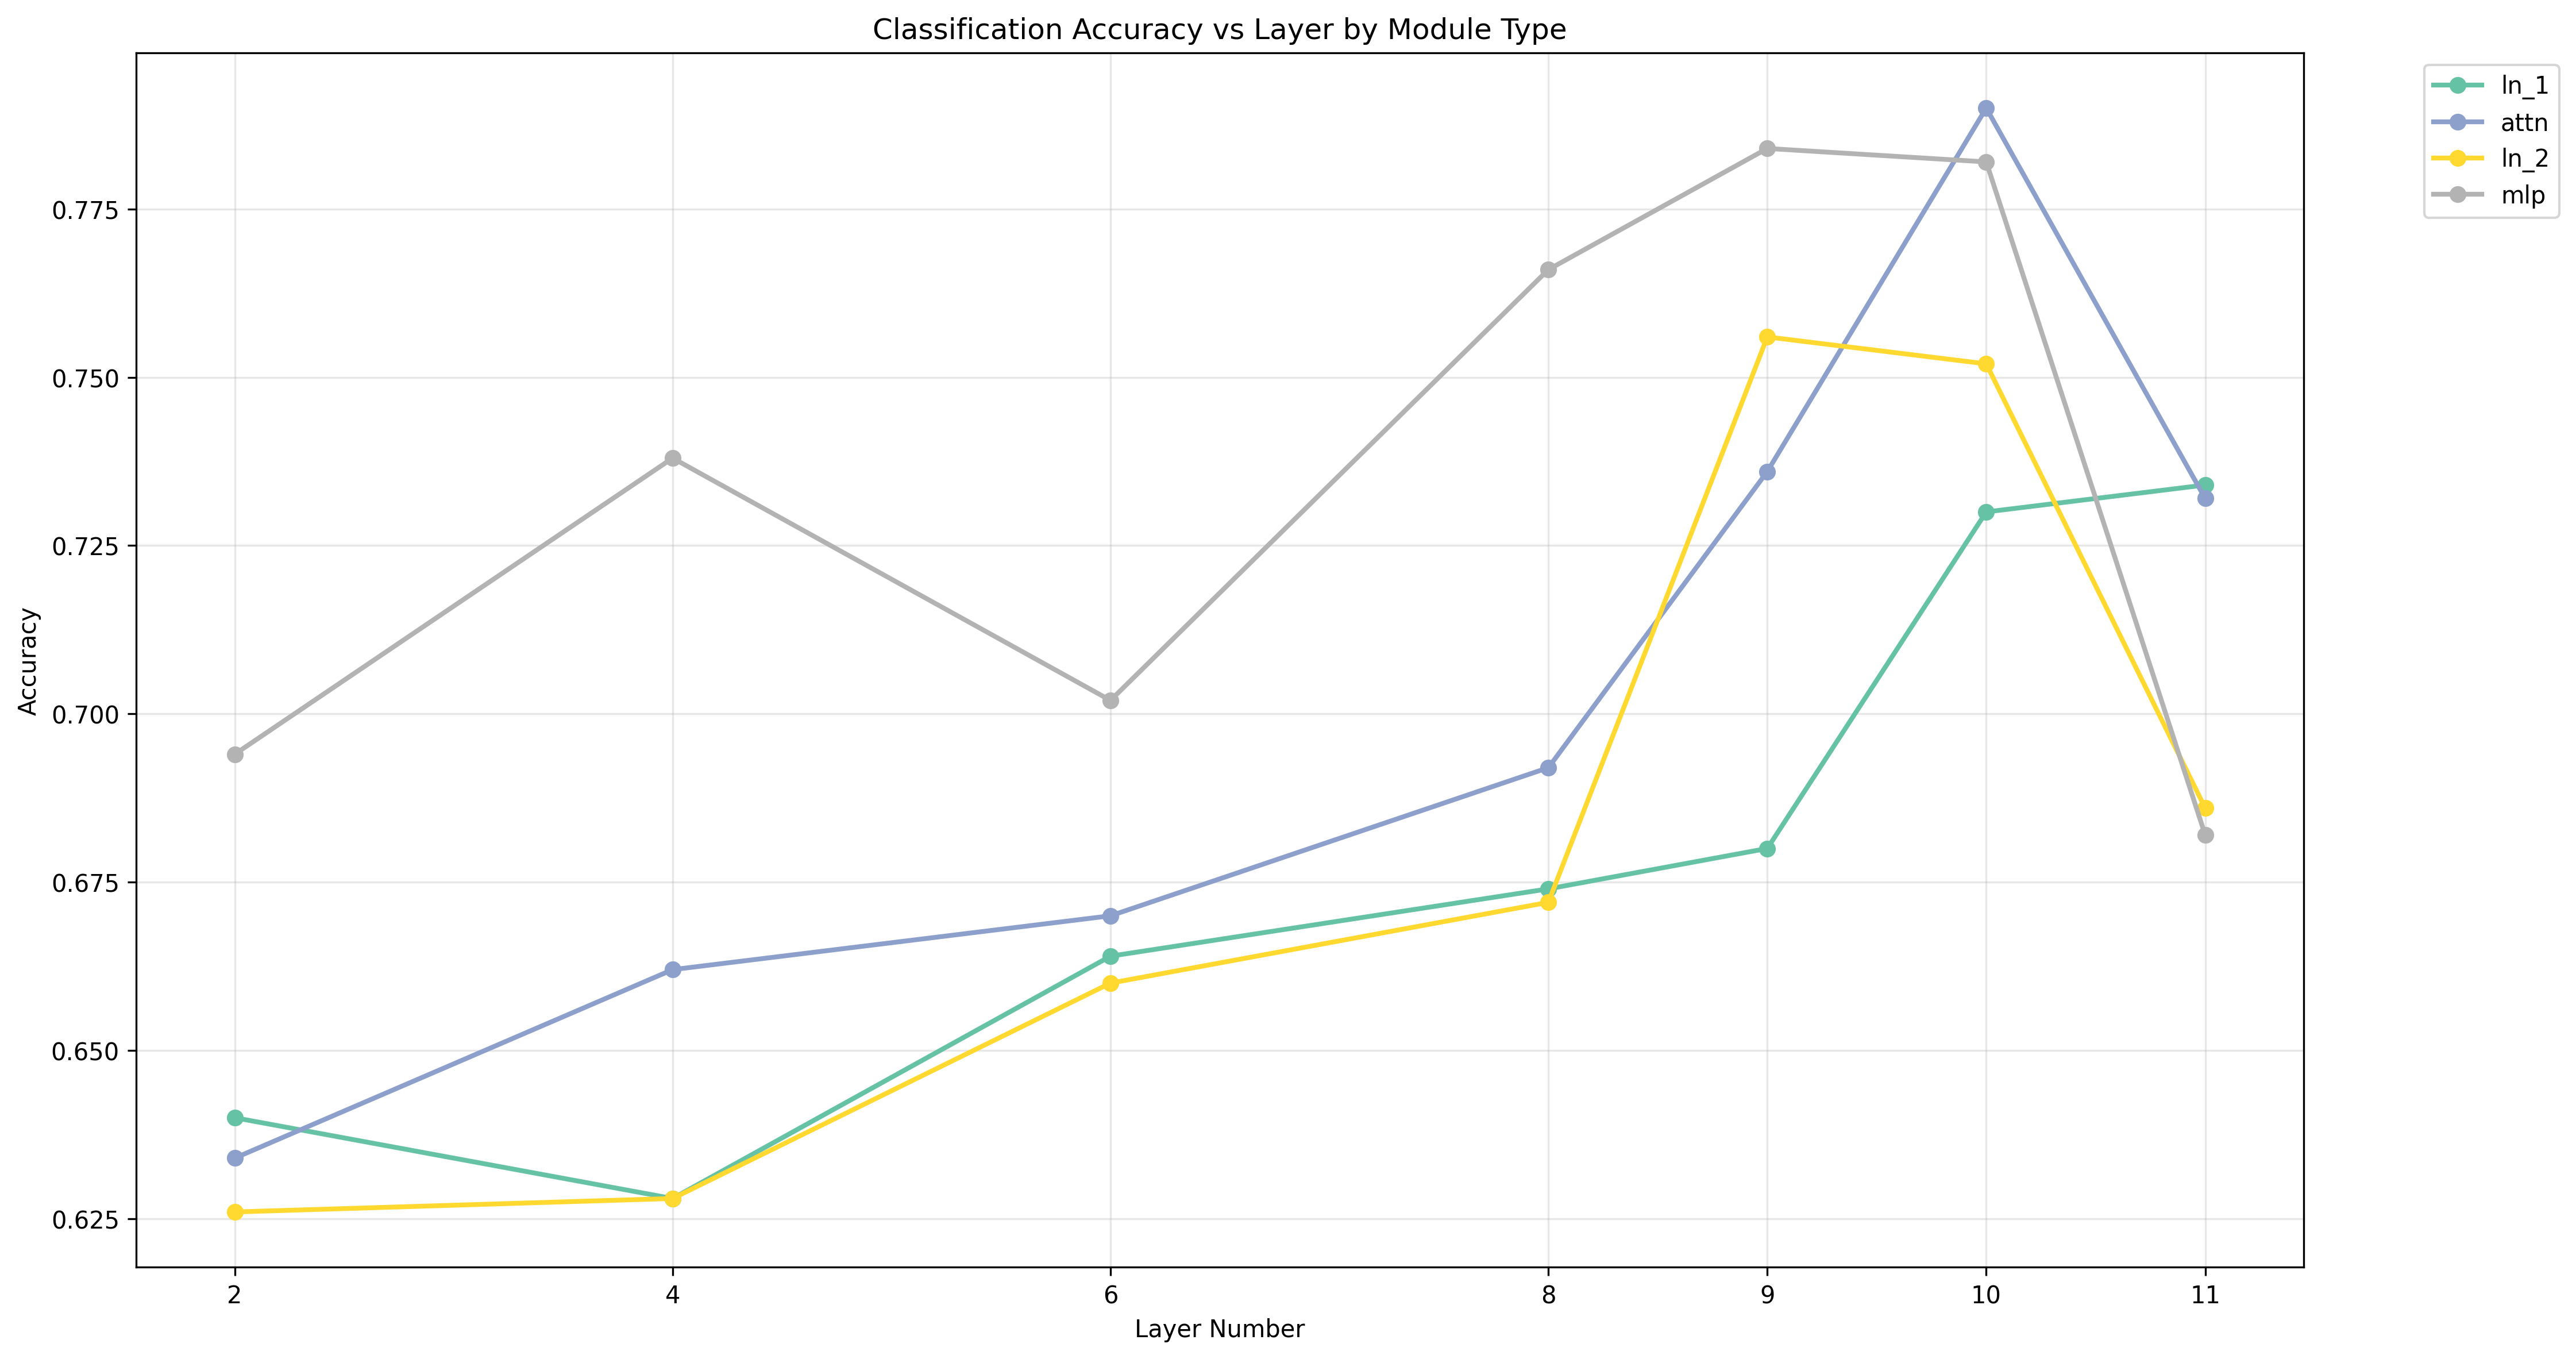 Classification Accuracy vs Layer by Module Type
ln_1
attn
ln_2
mlp
0.775
0.750
0.725
0.700
0.675
0.650
0.625
Accuracy
2 4 6 8 9 10 11
Layer Number